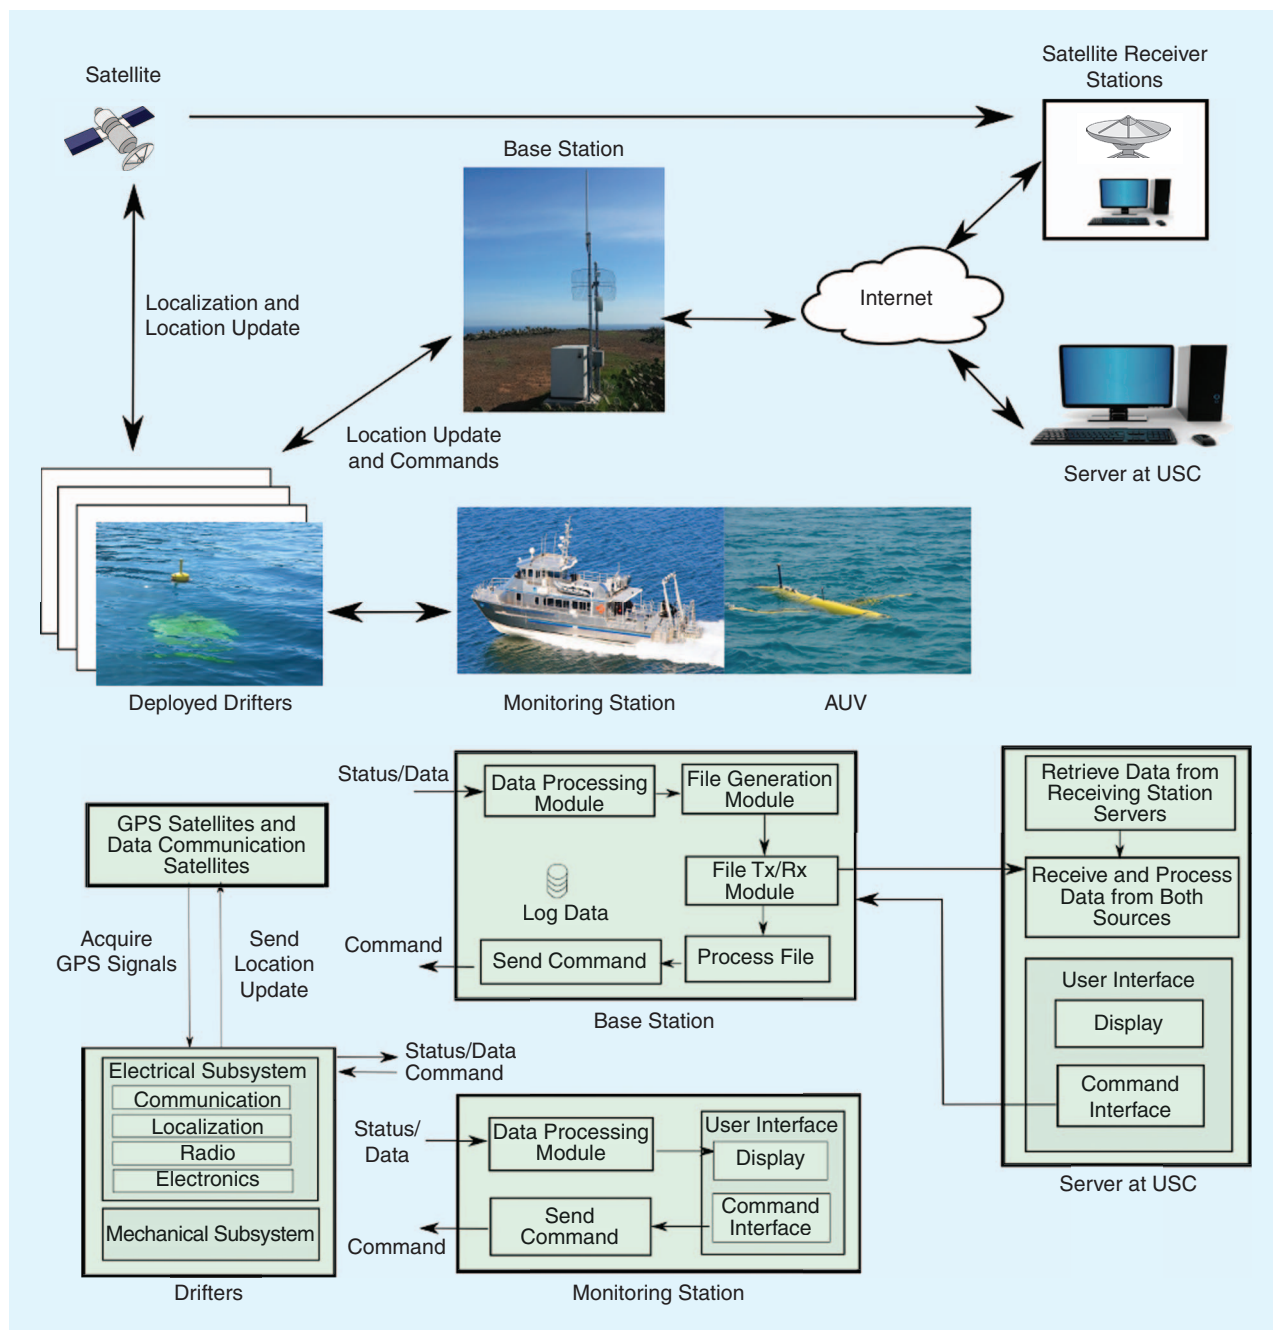 Satellite
Satellite Receiver
Stations
Base Station
Localization and
Location Update
Internet
Location Update
and Commands
Server at USC
Deployed Drifters
Monitoring Station
AUV
Status/Data
Data Processing
Module
File Generation
Module
Retrieve Data from
Receiving Station
Servers
GPS Satellites and
Data Communication
Satellites
File Tx/Rx
Module
Receive and Process
Data from Both
Sources
Log Data
Acquire
GPS Signals
Send
Location
Update
Command
Send Command
Process File
Base Station
User Interface
Display
Command
Interface
Server at USC
Status/Data
Command
Electrical Subsystem
Communication
Localization
Radio
Electronics
Mechanical Subsystem
Drifters
Status/
Data
Data Processing
Module
User Interface
Display
Command
Interface
Send
Command
Command
Monitoring Station